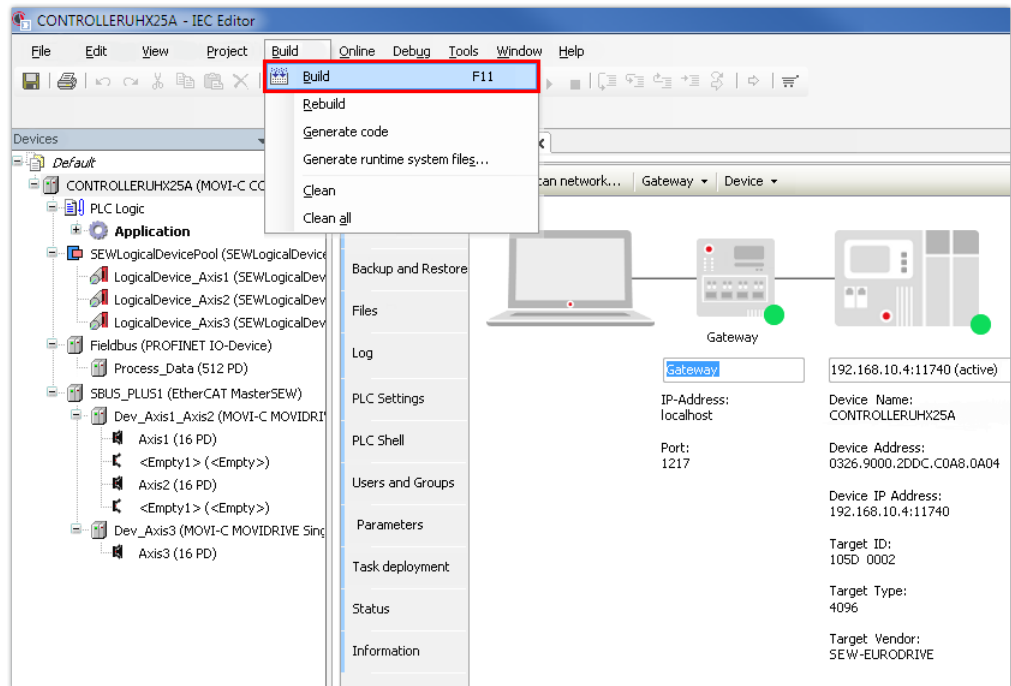 CONTROLLERUHX25A - IEC Editor
File Edit View Project Build Online Debug Tools Window Help
Build F11
Rebuild
Generate code
Generate runtime system files...
Clean
Clean all
Devices
Default
CONTROLLERUHX25A (MOVI-C CC
PLC Logic
Application
SEWLogicalDevicePool (SEWLogicalDevice
LogicalDevice_Axis1 (SEWLogicalDev
LogicalDevice_Axis2 (SEWLogicalDev
LogicalDevice_Axis3 (SEWLogicalDev
Fieldbus (PROFINET IO-Device)
Process_Data (512 PD)
SBUS_PLUS1 (EtherCAT MasterSEW)
Dev_Axis1_Axis2 (MOVI-C MOVIDRI
Axis1 (16 PD)
<Empty1> (<Empty>)
Axis2 (16 PD)
<Empty1> (<Empty>)
Dev_Axis3 (MOVI-C MOVIDRIVE Sing
Axis3 (16 PD)
can network... Gateway Device
Backup and Restore
Files
Log
PLC Settings
PLC Shell
Users and Groups
Parameters
Task deployment
Status
Information
Gateway
Gateway
IP-Address:
localhost
Port:
1217
192.168.10.4:11740 (active)
Device Name:
CONTROLLERUHX25A
Device Address:
0326.9000.2DDC.C0A8.0A04
Device IP Address:
192.168.10.4:11740
Target ID:
105D 0002
Target Type:
4096
Target Vendor:
SEW-EURODRIVE